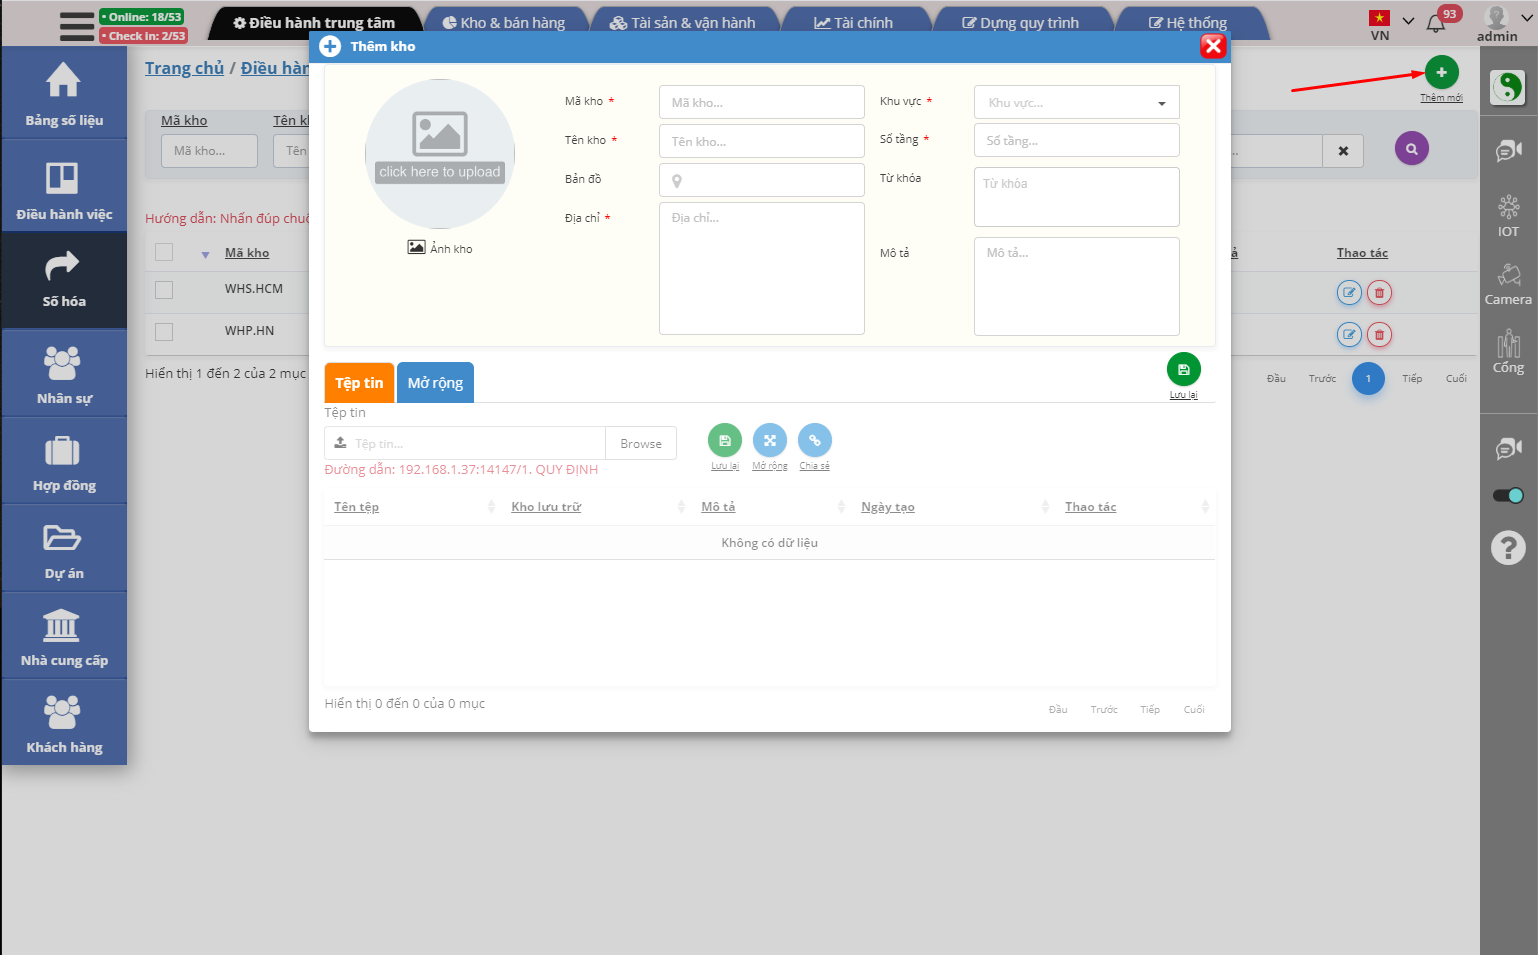 • Online: 18/53
• Check in: 2/53
Điều hành trung tâm
Kho & bán hàng
Tài sản & vận hành
Tài chính
Dựng quy trình
Hệ thống
VN
93
admin
Bảng số liệu
Điều hành việc
Số hóa
Nhân sự
Hợp đồng
Dự án
Nhà cung cấp
Khách hàng
Trang chủ / Điều hàn
Thêm mới
Mã kho
Mã kho...
Hướng dẫn: Nhấn đúp chuộ
Mã kho
Thao tác
WHS.HCM
WHP.HN
Hiển thị 1 đến 2 của 2 mục
Đầu Trước 1 Tiếp Cuối
Thêm kho
click here to upload
Ảnh kho
Mã kho *
Mã kho...
Tên kho *
Tên kho...
Bản đồ
Địa chỉ *
Địa chỉ...
Khu vực *
Khu vực...
Số tầng *
Số tầng...
Từ khóa
Từ khóa
Mô tả
Mô tả...
Tệp tin
Mở rộng
Lưu lại
Tệp tin
Tệp tin...
Browse
Lưu lại
Mở rộng
Chia sẻ
Đường dẫn: 192.168.1.37:14147/1. QUY ĐỊNH
Tên tệp Kho lưu trữ Mô tả Ngày tạo Thao tác
Không có dữ liệu
Hiển thị 0 đến 0 của 0 mục
Đầu Trước Tiếp Cuối
IOT
Camera
Cổng